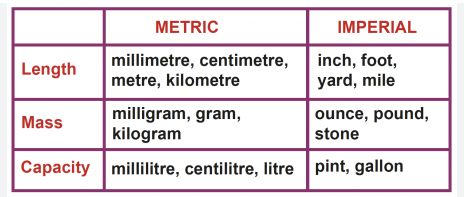 METRIC IMPERIAL
Length millimetre, centimetre, inch, foot,
metre, kilometre yard, mile
Mass milligram, gram, ounce, pound,
kilogram stone
Capacity millilitre, centilitre, litre pint, gallon